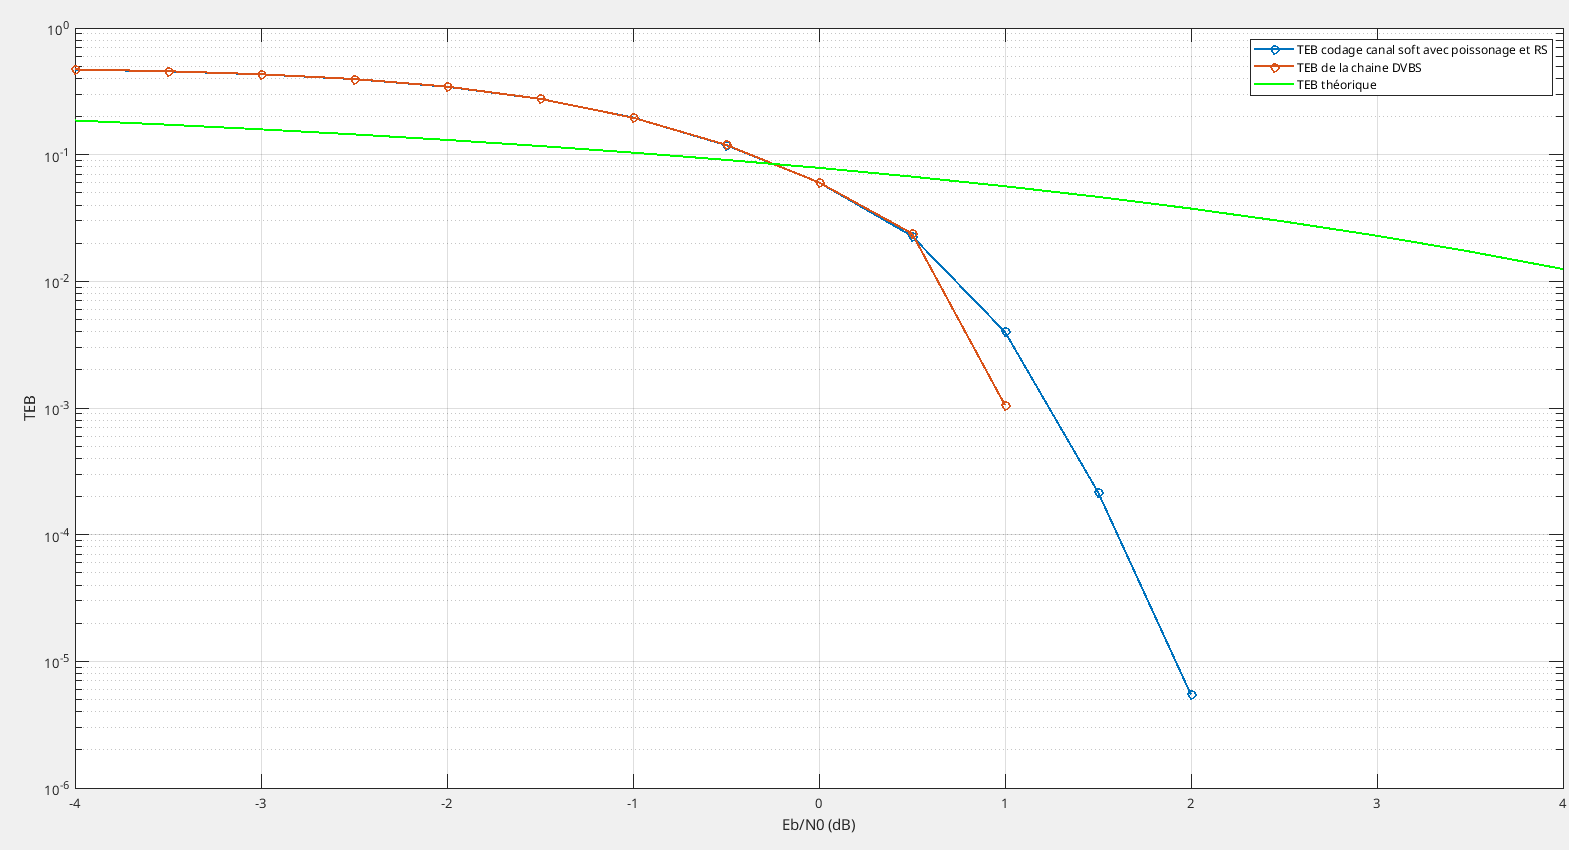 TEB codage canal soft avec poissonage et RS
TEB de la chaine DVBS
TEB théorique
10^0
10^-1
10^-2
10^-3
10^-4
10^-5
10^-6
TEB
-4 -3 -2 -1 0 1 2 3 4
Eb/N0 (dB)